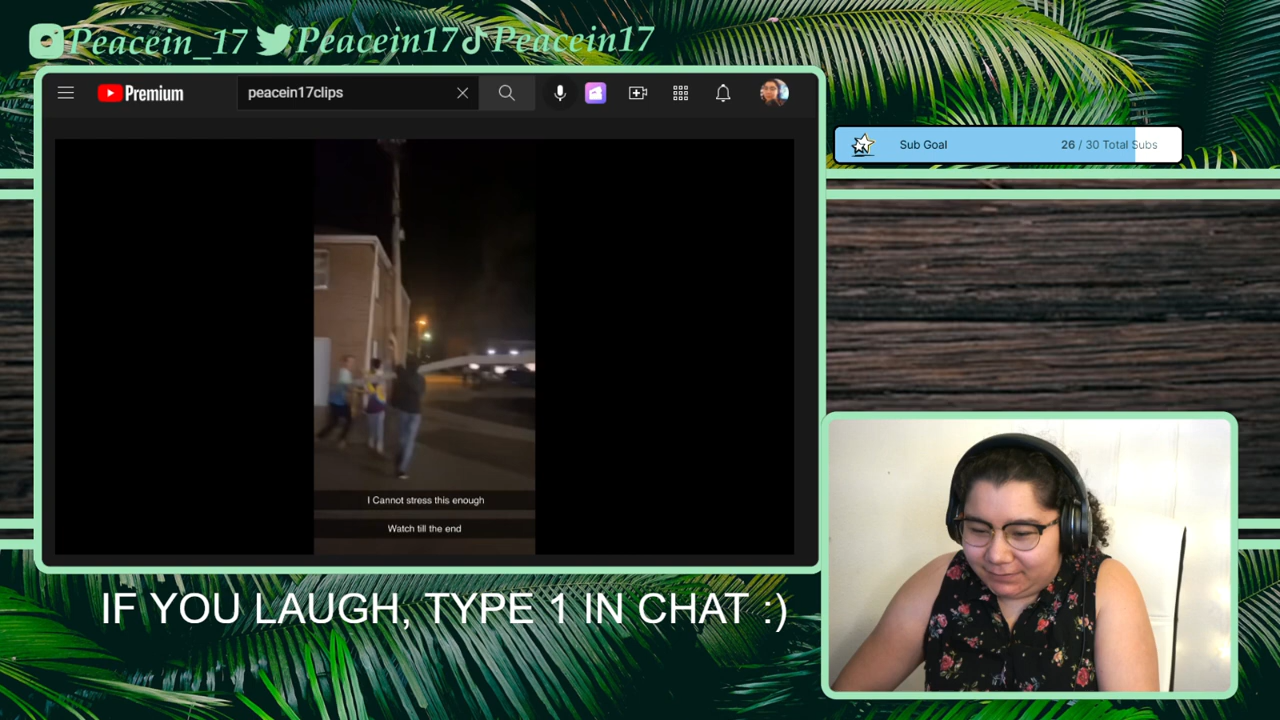 Peacein_17 Peacein17 Peacein17
Premium
peacein17clips
Sub Goal 26 / 30 Total Subs
I Cannot stress this enough
Watch till the end
IF YOU LAUGH, TYPE 1 IN CHAT :)